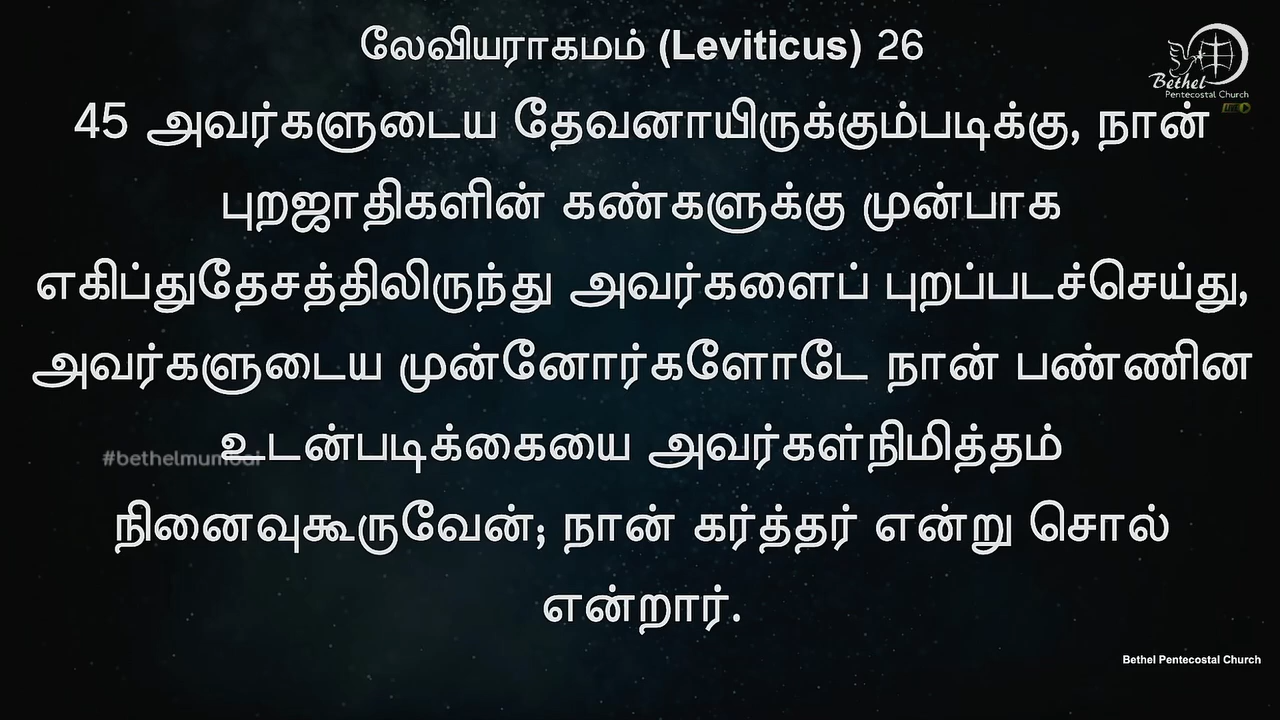 லேவியராகமம் (Leviticus) 26
Bethel
Pentecostal Church
LIVE
45 அவர்களுடைய தேவனாயிருக்கும்படிக்கு, நான்
புறஜாதிகளின் கண்களுக்கு முன்பாக
எகிப்துதேசத்திலிருந்து அவர்களைப் புறப்படச்செய்து,
அவர்களுடைய முன்னோர்களோடே நான் பண்ணின
உடன்படிக்கையை அவர்கள்நிமித்தம்
#bethelmumbai
நினைவுகூருவேன்; நான் கர்த்தர் என்று சொல்
என்றார்.
Bethel Pentecostal Church